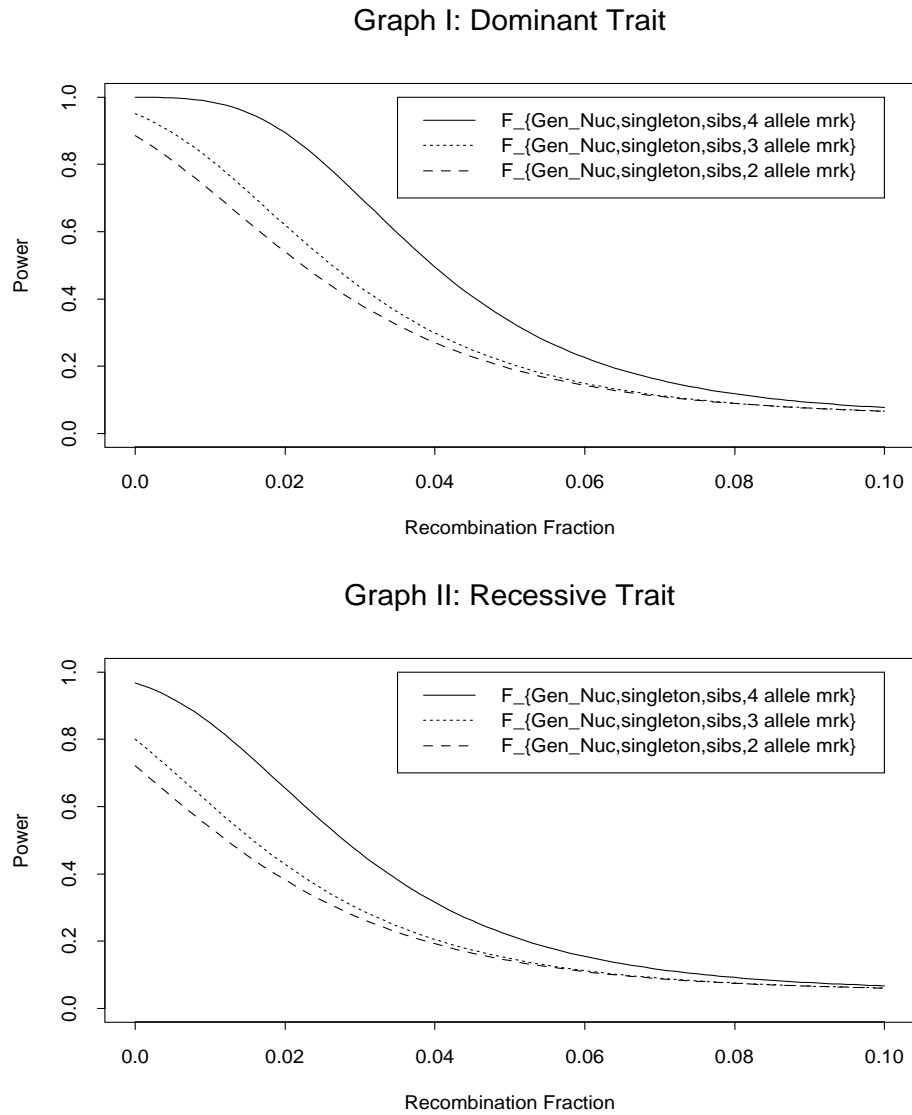 Graph I: Dominant Trait
F_{Gen_Nuc,singleton,sibs,4 allele mrk}
F_{Gen_Nuc,singleton,sibs,3 allele mrk}
F_{Gen_Nuc,singleton,sibs,2 allele mrk}
Power
1.0
0.8
0.6
0.4
0.2
0.0
0.0 0.02 0.04 0.06 0.08 0.10
Recombination Fraction
Graph II: Recessive Trait
F_{Gen_Nuc,singleton,sibs,4 allele mrk}
F_{Gen_Nuc,singleton,sibs,3 allele mrk}
F_{Gen_Nuc,singleton,sibs,2 allele mrk}
Power
1.0
0.8
0.6
0.4
0.2
0.0
0.0 0.02 0.04 0.06 0.08 0.10
Recombination Fraction